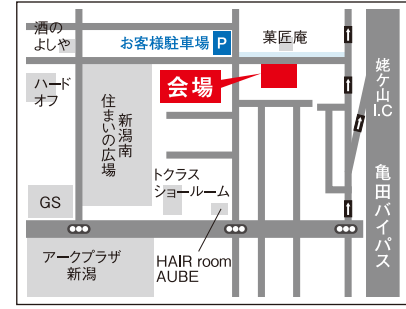 酒の
よしや
お客様駐車場 P
菓匠庵
会場
ハード
オフ
新潟南
住まいの広場
姥ケ山
I.C
トクラス
ショールーム
GS
亀田バイパス
アークプラザ
新潟
HAIR room
AUBE